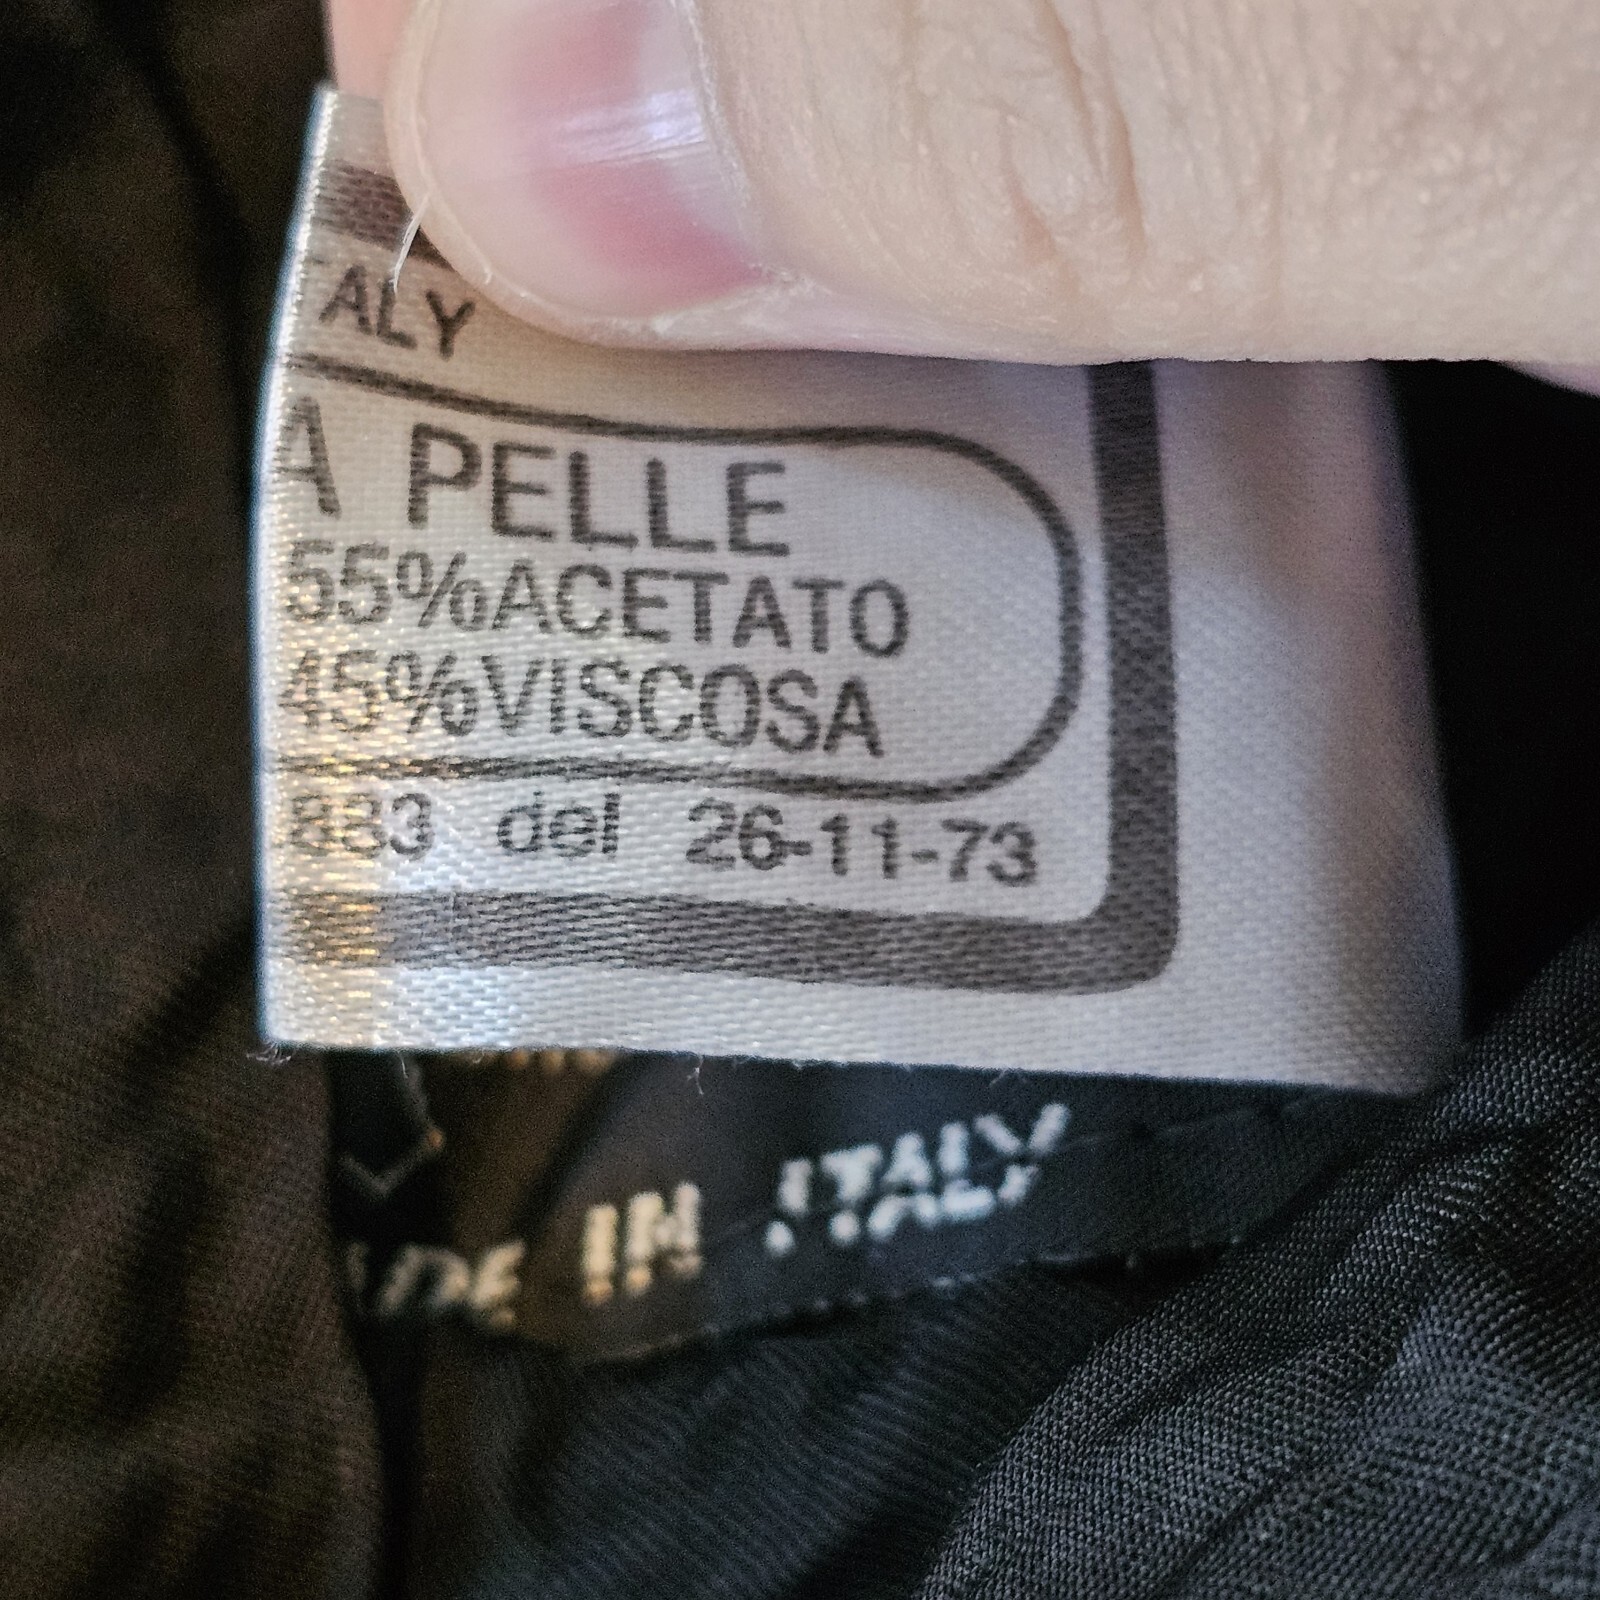 ALY
A PELLE
55%ACETATO
45%VISCOSA
883 del 26-11-73
ADE IN ITALY